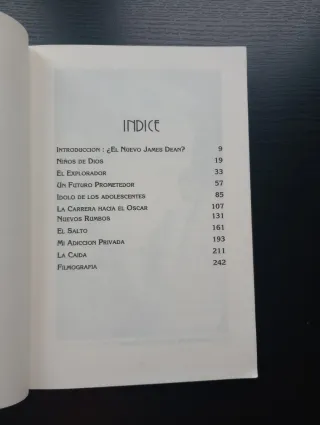 INDICE
INTRODUCCION : ¿EL NUEVO JAMES DEAN? 9
NIÑOS DE DIOS 19
EL EXPLORADOR 33
UN FUTURO PROMETEDOR 57
IDOLO DE LOS ADOLESCENTES 85
LA CARRERA HACIA EL OSCAR 107
NUEVOS RUMBOS 131
EL SALTO 161
MI ADICCION PRIVADA 193
LA CAIDA 211
FILMOGRAFIA 242